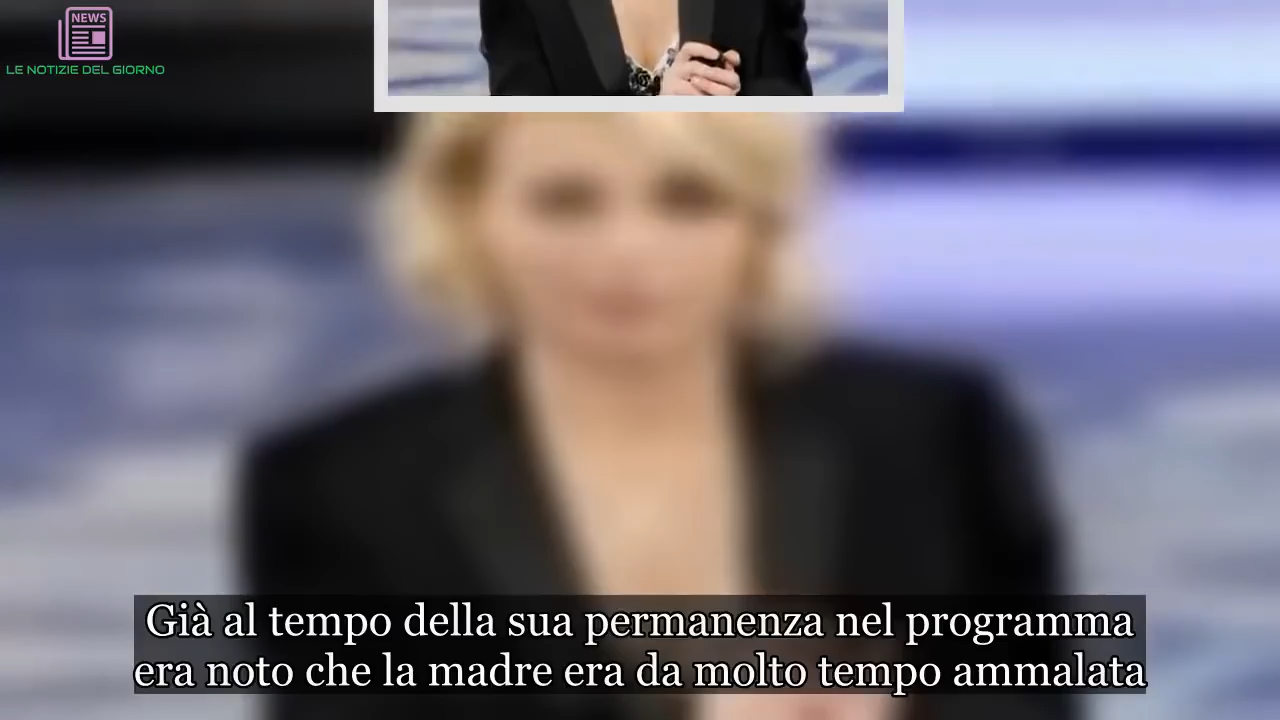 NEWS
LE NOTIZIE DEL GIORNO
Già al tempo della sua permanenza nel programma
era noto che la madre era da molto tempo ammalata